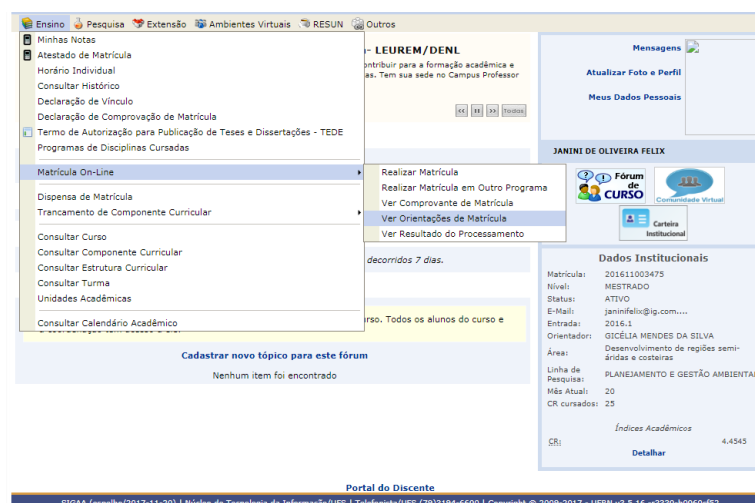 Ensino Pesquisa Extensão Ambientes Virtuais RESUN Outros
Minhas Notas
Atestado de Matrícula
Horário Individual
Consultar Histórico
Declaração de Vínculo
Declaração de Comprovação de Matrícula
Termo de Autorização para Publicação de Teses e Dissertações - TEDE
Programas de Disciplinas Cursadas
Matrícula On-Line
Dispensa de Matrícula
Trancamento de Componente Curricular
Consultar Curso
Consultar Componente Curricular
Consultar Estrutura Curricular
Consultar Turma
Unidades Acadêmicas
Consultar Calendário Acadêmico
Realizar Matrícula
Realizar Matrícula em Outro Programa
Ver Comprovante de Matrícula
Ver Orientações de Matrícula
Ver Resultado do Processamento
- LEUREM/DENL
ontribuir para a formação acadêmica e
as. Tem sua sede no Campus Professor
<< II >> Todas
decorridos 7 dias.
urso. Todos os alunos do curso e
Cadastrar novo tópico para este fórum
Nenhum item foi encontrado
Mensagens
Atualizar Foto e Perfil
Meus Dados Pessoais
JANINI DE OLIVEIRA FELIX
Fórum de CURSO
Comunidade Virtual
Carteira Institucional
Dados Institucionais
Matrícula: 201611003475
Nível: MESTRADO
Status: ATIVO
E-Mail: janinifelix@ig.com....
Entrada: 2016.1
Orientador: GICÉLIA MENDES DA SILVA
Área: Desenvolvimento de regiões semi-áridas e costeiras
Linha de Pesquisa: PLANEJAMENTO E GESTÃO AMBIENTAL
Mês Atual: 20
CR cursados: 25
Índices Acadêmicos
CR: 4.4545
Detalhar
Portal do Discente